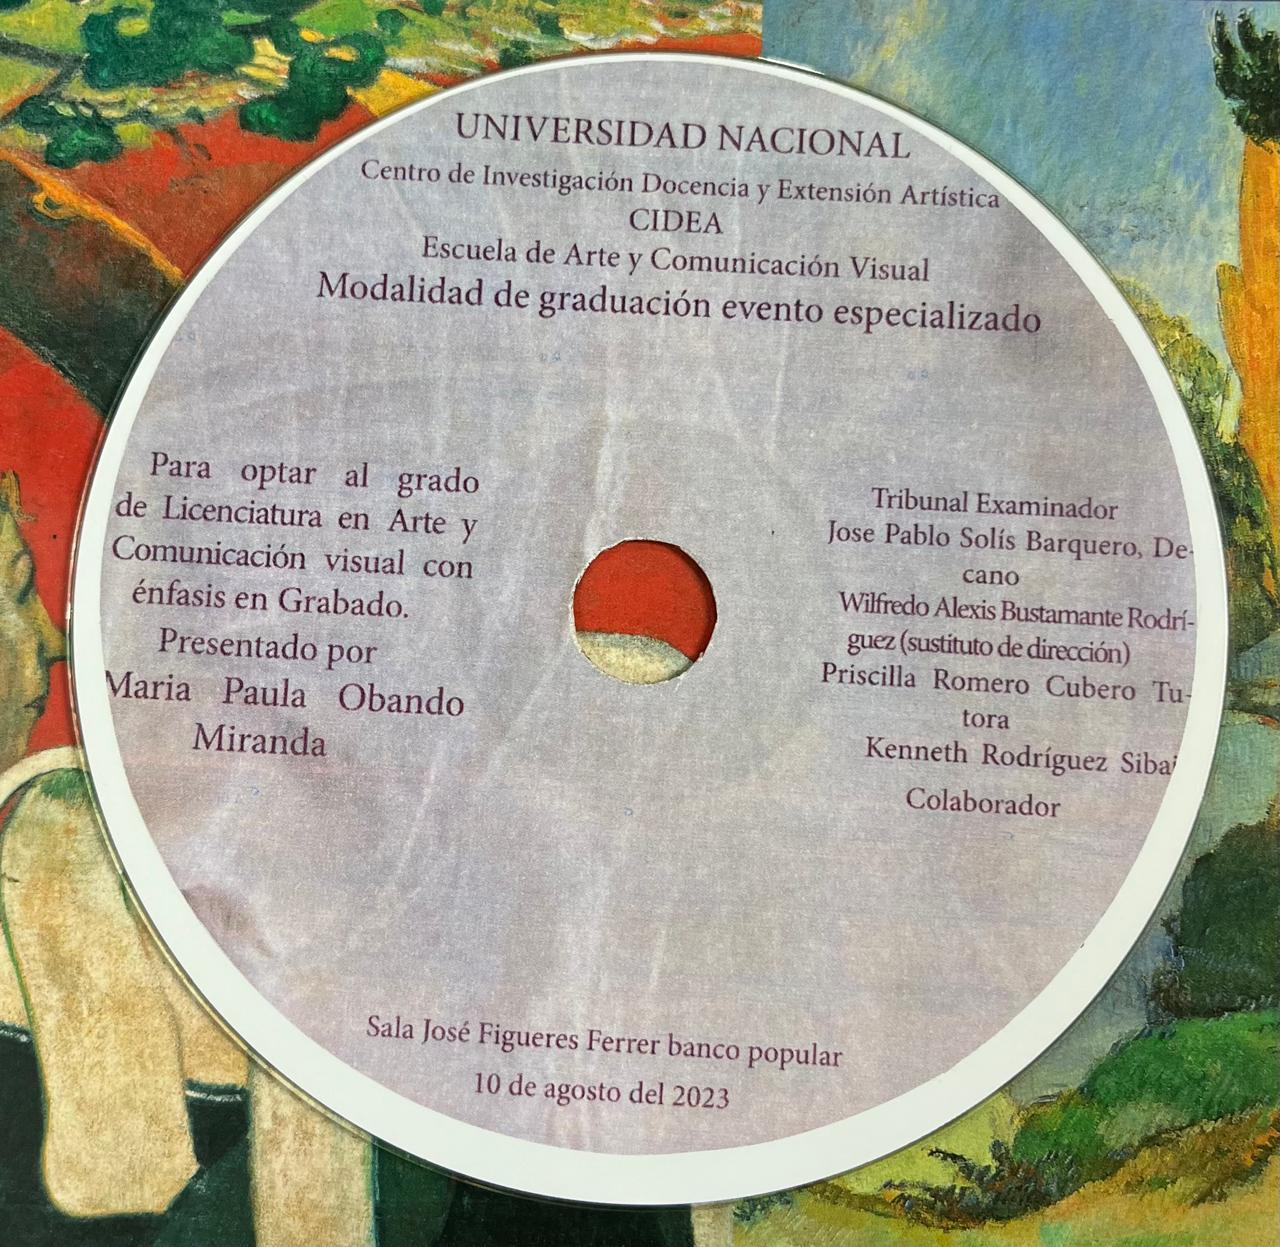 UNIVERSIDAD NACIONAL
Centro de Investigación Docencia y Extensión Artística
CIDEA
Escuela de Arte y Comunicación Visual
Modalidad de graduación evento especializado
Para optar al grado
de Licenciatura en Arte y
Comunicación visual con
énfasis en Grabado.
Presentado por
Maria Paula Obando
Miranda
Tribunal Examinador
Jose Pablo Solís Barquero, De-
cano
Wilfredo Alexis Bustamante Rodrí-
guez (sustituto de dirección)
Priscilla Romero Cubero Tu-
tora
Kenneth Rodríguez Sibaj
Colaborador
Sala José Figueres Ferrer banco popular
10 de agosto del 2023